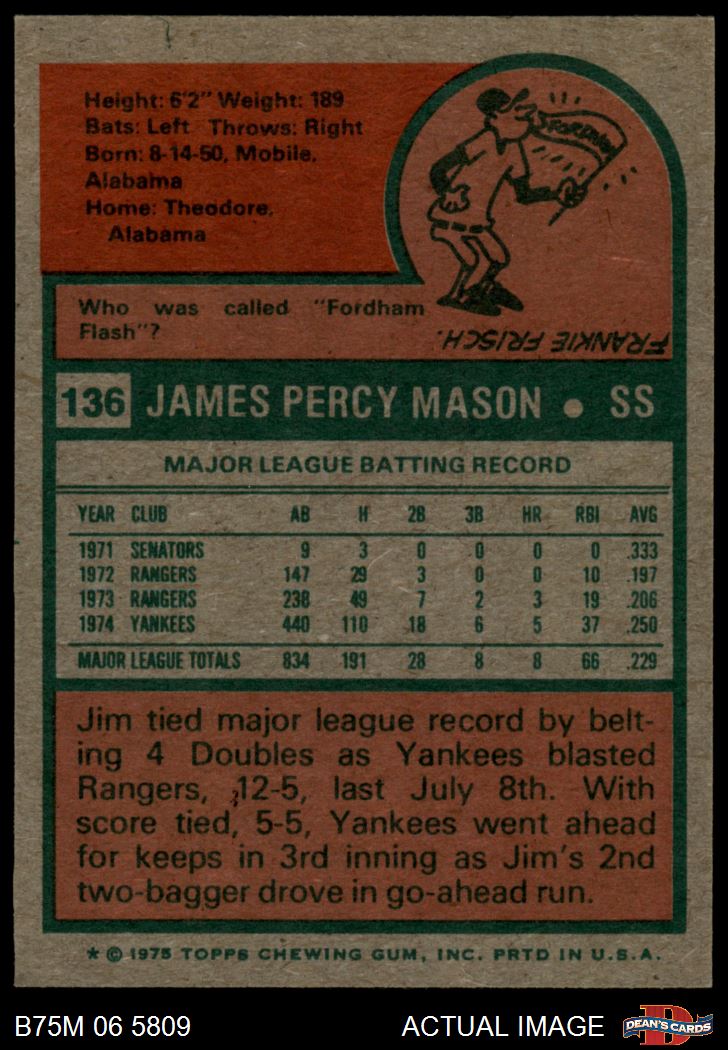 Height: 6'2" Weight: 189
Bats: Left Throws: Right
Born: 8-14-50, Mobile,
Alabama
Home: Theodore,
Alabama
FORDHAM
Who was called "Fordham
Flash"?
FRANKIE FRISCH.
136 JAMES PERCY MASON • SS
MAJOR LEAGUE BATTING RECORD
YEAR CLUB AB H 2B 3B HR RBI AVG
1971 SENATORS 9 3 0 0 0 0 .333
1972 RANGERS 147 29 3 0 0 10 .197
1973 RANGERS 238 49 7 2 3 19 .206
1974 YANKEES 440 110 18 6 5 37 .250
MAJOR LEAGUE TOTALS 834 191 28 8 8 66 .229
Jim tied major league record by belt-
ing 4 Doubles as Yankees blasted
Rangers, 12-5, last July 8th. With
score tied, 5-5, Yankees went ahead
for keeps in 3rd inning as Jim's 2nd
two-bagger drove in go-ahead run.
* © 1975 TOPPS CHEWING GUM, INC. PRTD IN U.S.A.
B75M 06 5809 ACTUAL IMAGE D DEAN'S CARDS